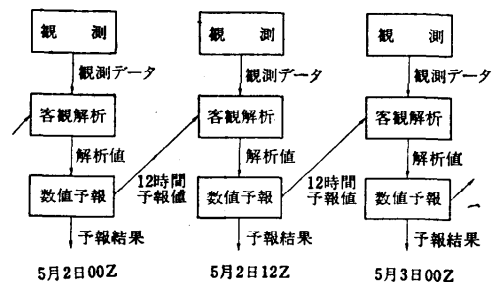 観 測
観測データ
客観解析
解析値
数値予報
予報結果
5月2日00Z
12時間
予報値
観 測
観測データ
客観解析
解析値
数値予報
予報結果
5月2日12Z
12時間
予報値
観 測
観測データ
客観解析
解析値
数値予報
予報結果
5月3日00Z